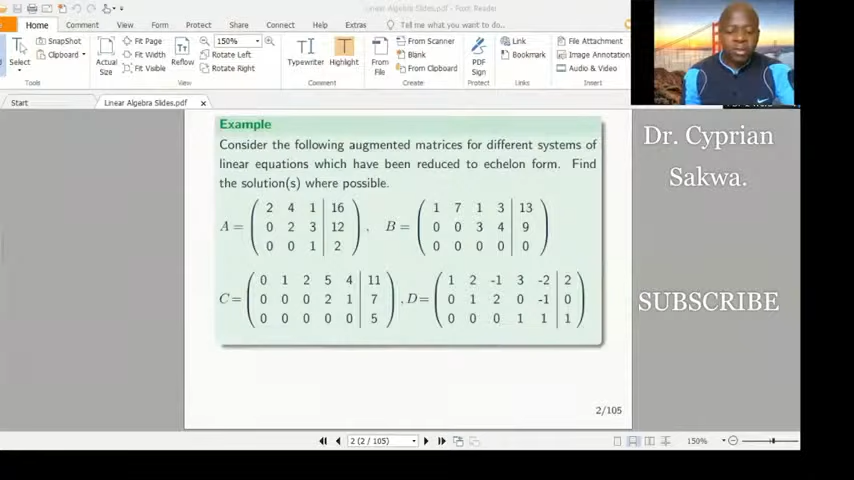 Linear Algebra Slides.pdf - Foxit Reader
Home Comment View Form Protect Share Connect Help Extras Tell me what you want to do...
Select
SnapShot
Clipboard
Actual Size
Fit Page
Fit Width
Fit Visible
Reflow
150%
Rotate Left
Rotate Right
Typewriter
Highlight
From File
From Scanner
Blank
Clipboard
PDF Sign
Link
Bookmark
File Attachment
Image Annotation
Audio & Video
Tools View Comment Create Protect Links Insert
Start Linear Algebra Slides.pdf
Example
Consider the following augmented matrices for different systems of
linear equations which have been reduced to echelon form. Find
the solution(s) where possible.
A = ( 2 4 1 | 16
0 2 3 | 12
0 0 1 | 2 ) ,
B = ( 1 7 1 3 | 13
0 0 3 4 | 9
0 0 0 0 | 0 )
C = ( 0 1 2 5 4 | 11
0 0 0 2 1 | 7
0 0 0 0 0 | 5 )
, D = ( 1 2 -1 3 -2 | 2
0 1 2 0 -1 | 0
0 0 0 1 1 | 1 )
2/105
2 (2 / 105)
150%
Dr. Cyprian
Sakwa.
SUBSCRIBE